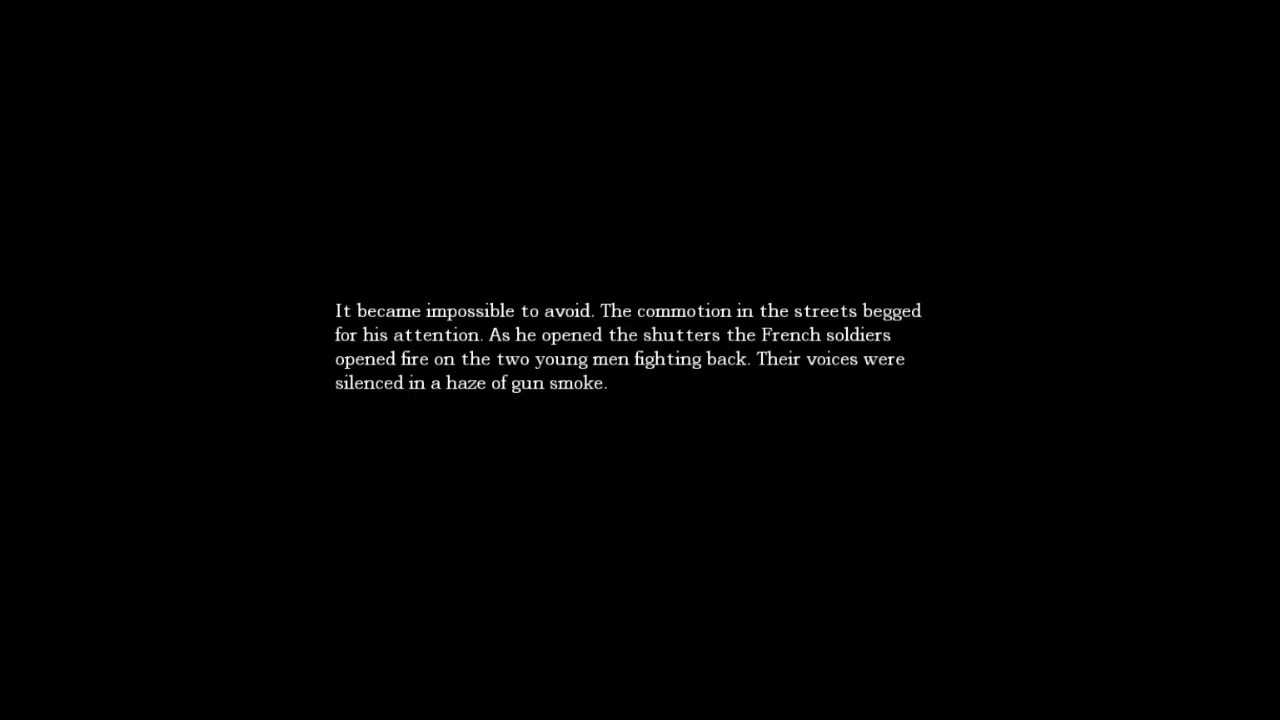 It became impossible to avoid. The commotion in the streets begged
for his attention. As he opened the shutters the French soldiers
opened fire on the two young men fighting back. Their voices were
silenced in a haze of gun smoke.